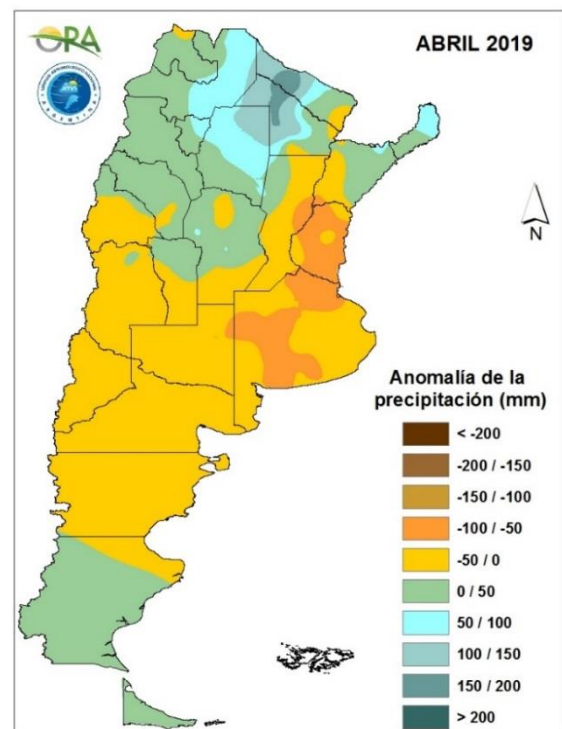 ORA
ABRIL 2019
N
Anomalía de la
precipitación (mm)
< -200
-200 / -150
-150 / -100
-100 / -50
-50 / 0
0 / 50
50 / 100
100 / 150
150 / 200
> 200